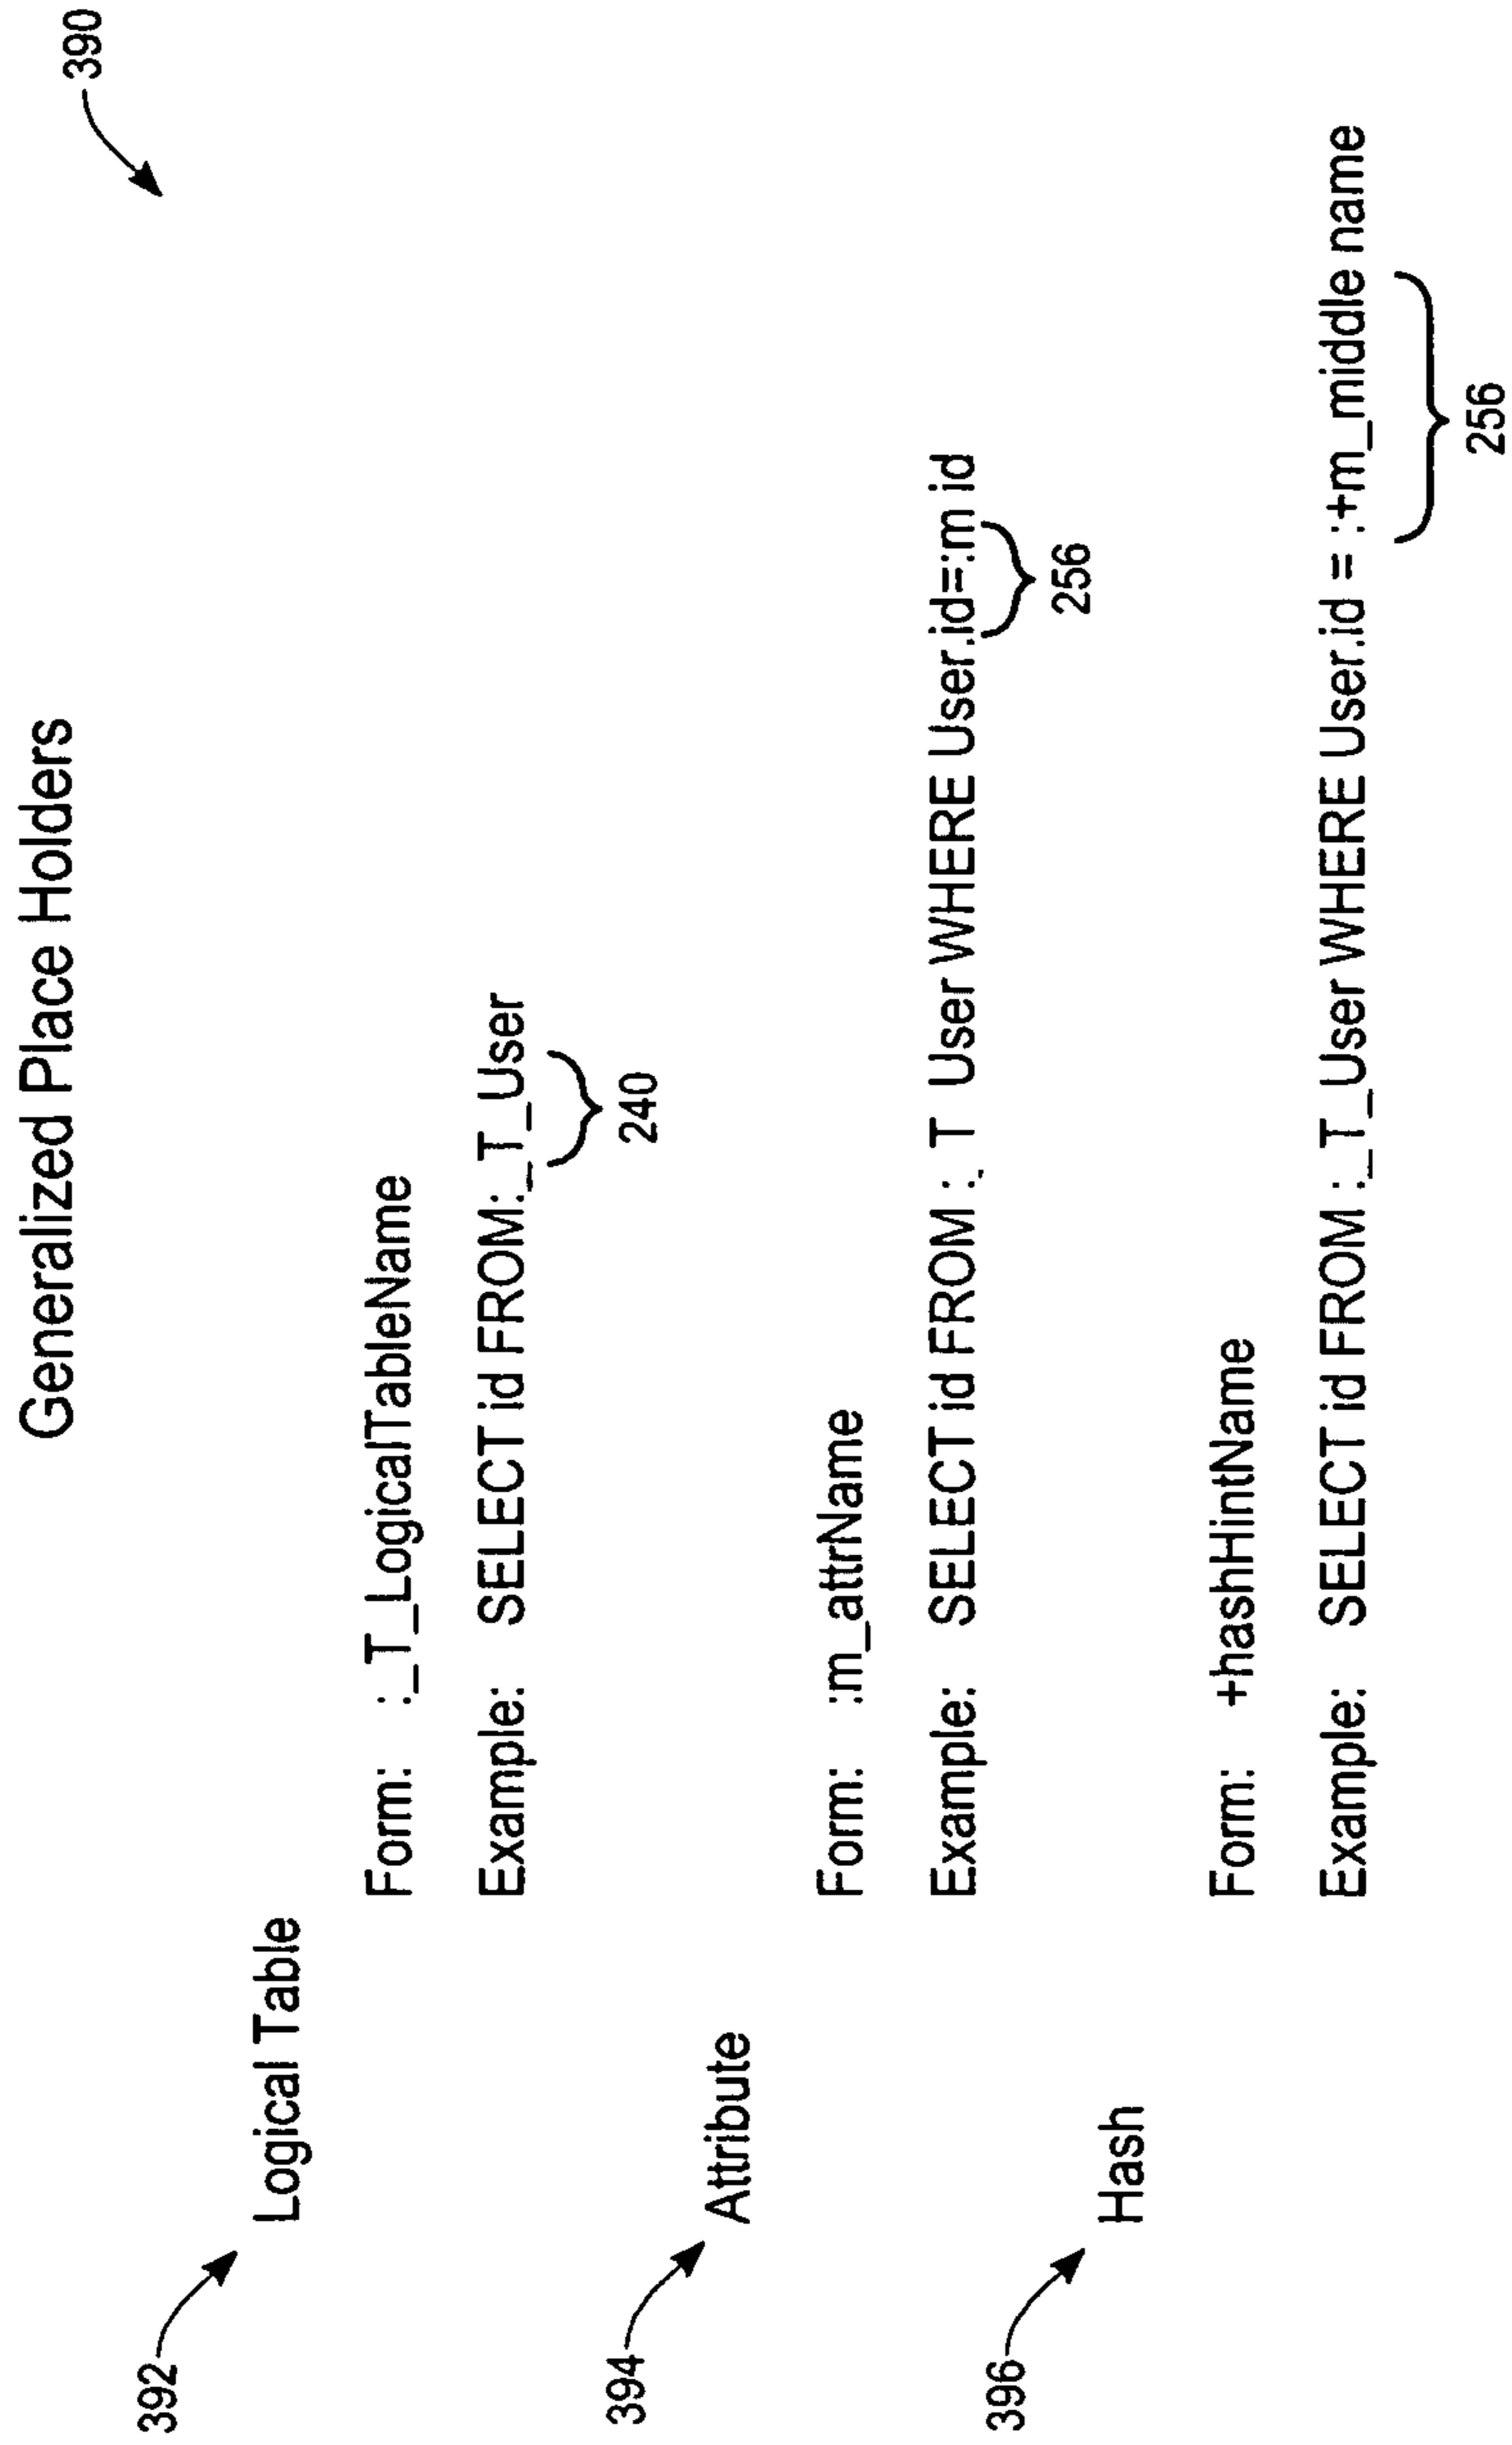 Generalized Place Holders
390
392
Logical Table
Form: :_T_LogicalTableName
Example: SELECT id FROM:_T_User
240
394
Attribute
Form: :m_attrName
Example: SELECT id FROM :_T User WHERE User.id=:m id
256
396
Hash
Form: +hashHintName
Example: SELECT id FROM :_T_User WHERE User.id = :+m_middle name
256